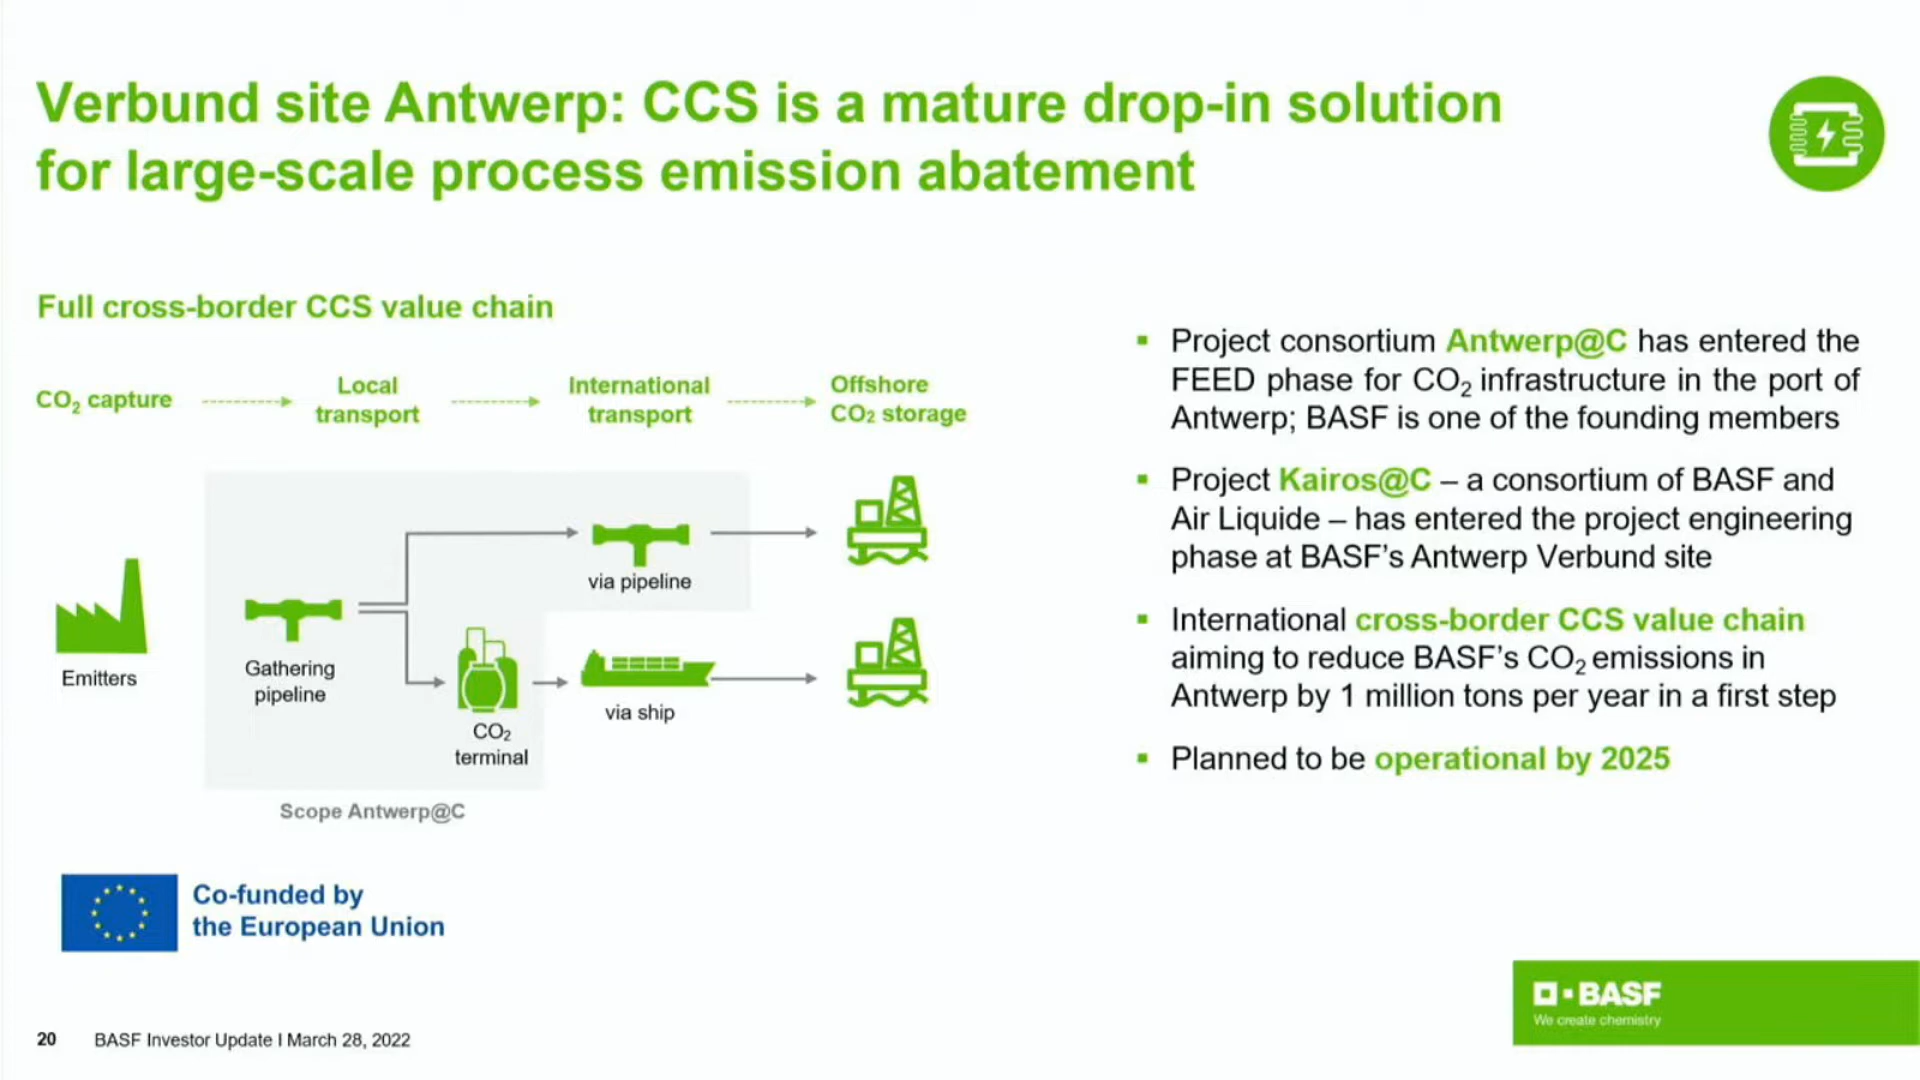 Verbund site Antwerp: CCS is a mature drop-in solution
for large-scale process emission abatement
Full cross-border CCS value chain
CO₂ capture
Local
transport
International
transport
Offshore
CO₂ storage
Emitters
Gathering
pipeline
via pipeline
CO₂
terminal
via ship
Scope Antwerp@C
▪ Project consortium Antwerp@C has entered the
FEED phase for CO₂ infrastructure in the port of
Antwerp; BASF is one of the founding members
▪ Project Kairos@C – a consortium of BASF and
Air Liquide – has entered the project engineering
phase at BASF’s Antwerp Verbund site
▪ International cross-border CCS value chain
aiming to reduce BASF’s CO₂ emissions in
Antwerp by 1 million tons per year in a first step
▪ Planned to be operational by 2025
Co-funded by
the European Union
BASF
We create chemistry
20 BASF Investor Update I March 28, 2022